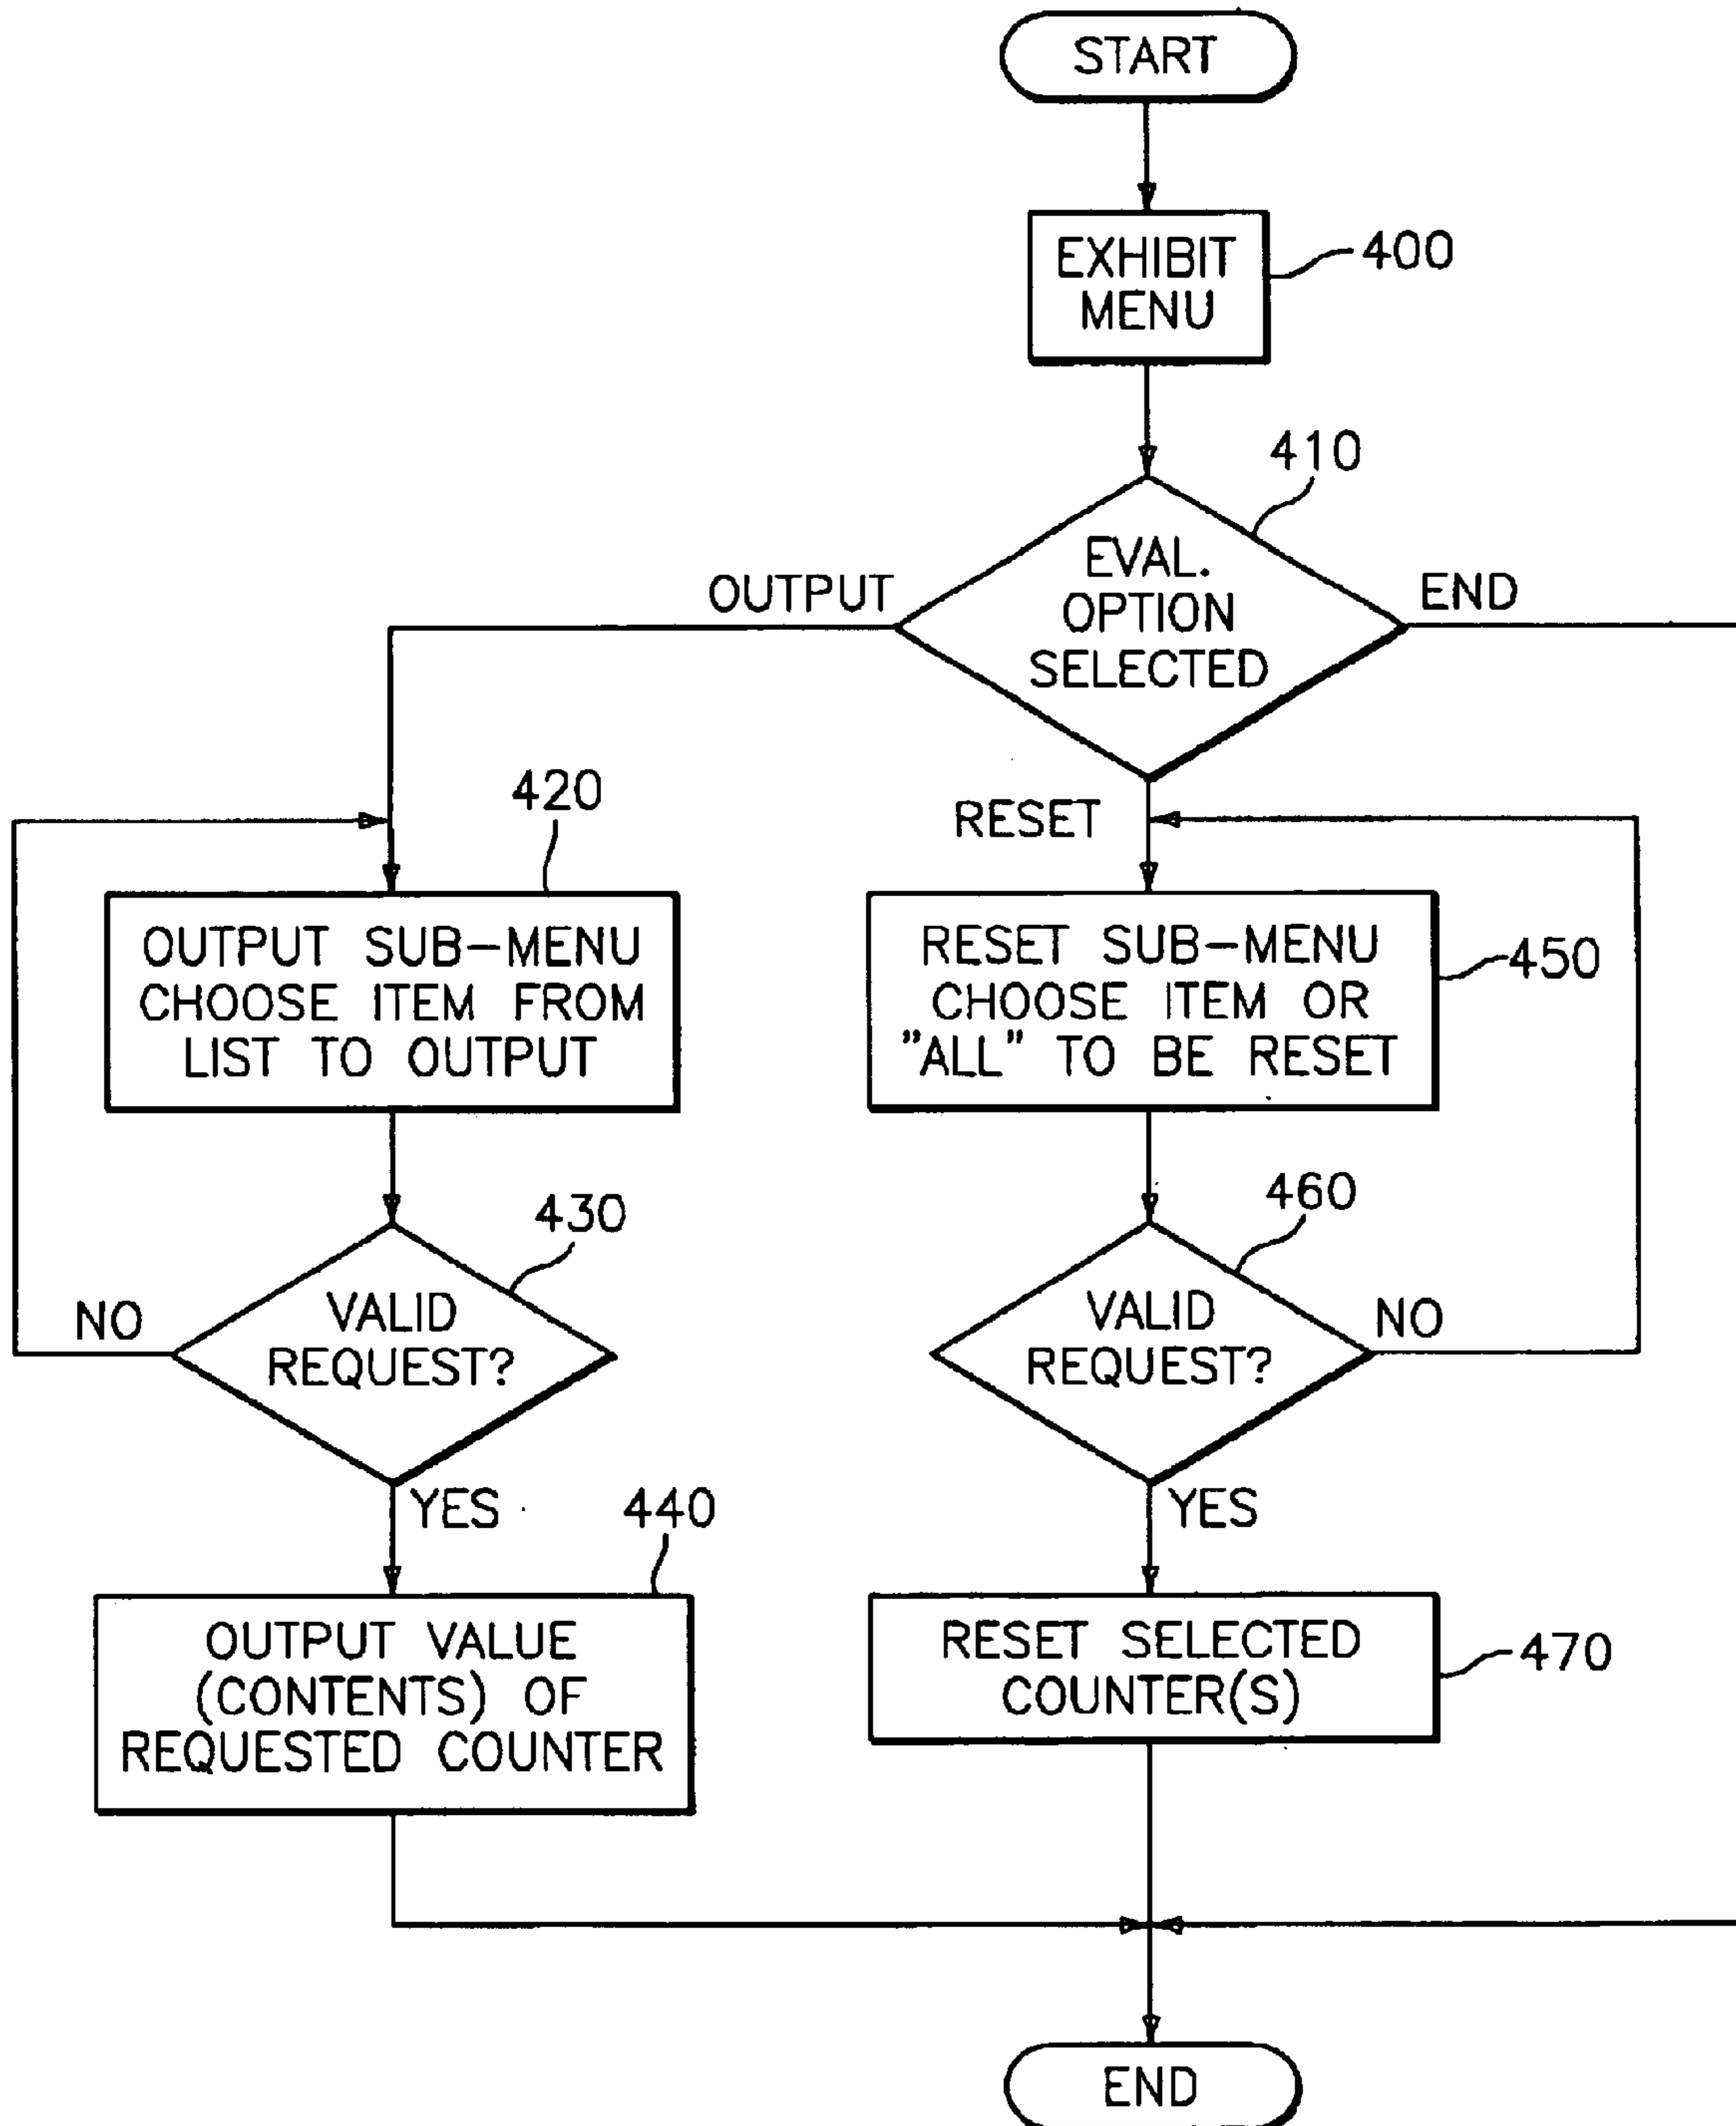 START
EXHIBIT
MENU
400
410
EVAL.
OPTION
SELECTED
OUTPUT
END
RESET
420
OUTPUT SUB-MENU
CHOOSE ITEM FROM
LIST TO OUTPUT
RESET SUB-MENU
CHOOSE ITEM OR
"ALL" TO BE RESET
450
430
VALID
REQUEST?
NO
YES
460
VALID
REQUEST?
NO
YES
440
OUTPUT VALUE
(CONTENTS) OF
REQUESTED COUNTER
RESET SELECTED
COUNTER(S)
470
END